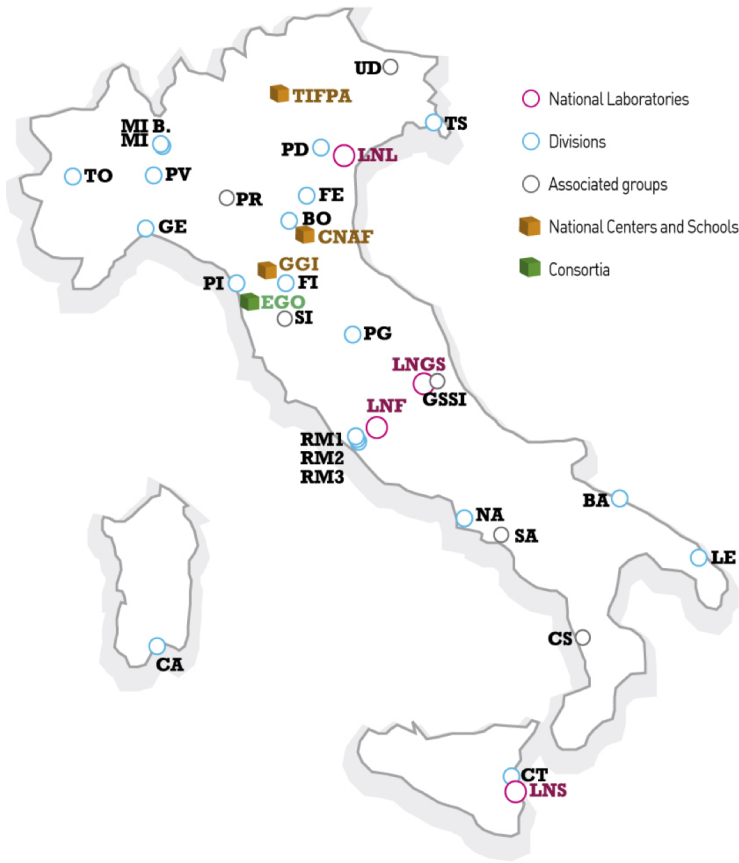 UD
TIFPA
MI B.
MI
TS
PD
LNL
TO
PV
PR
FE
BO
CNAF
GE
GGI
PI
FI
EGO
SI
PG
LNGS
GSSI
LNF
RM1
RM2
RM3
NA
SA
BA
LE
CS
CA
CT
LNS
National Laboratories
Divisions
Associated groups
National Centers and Schools
Consortia